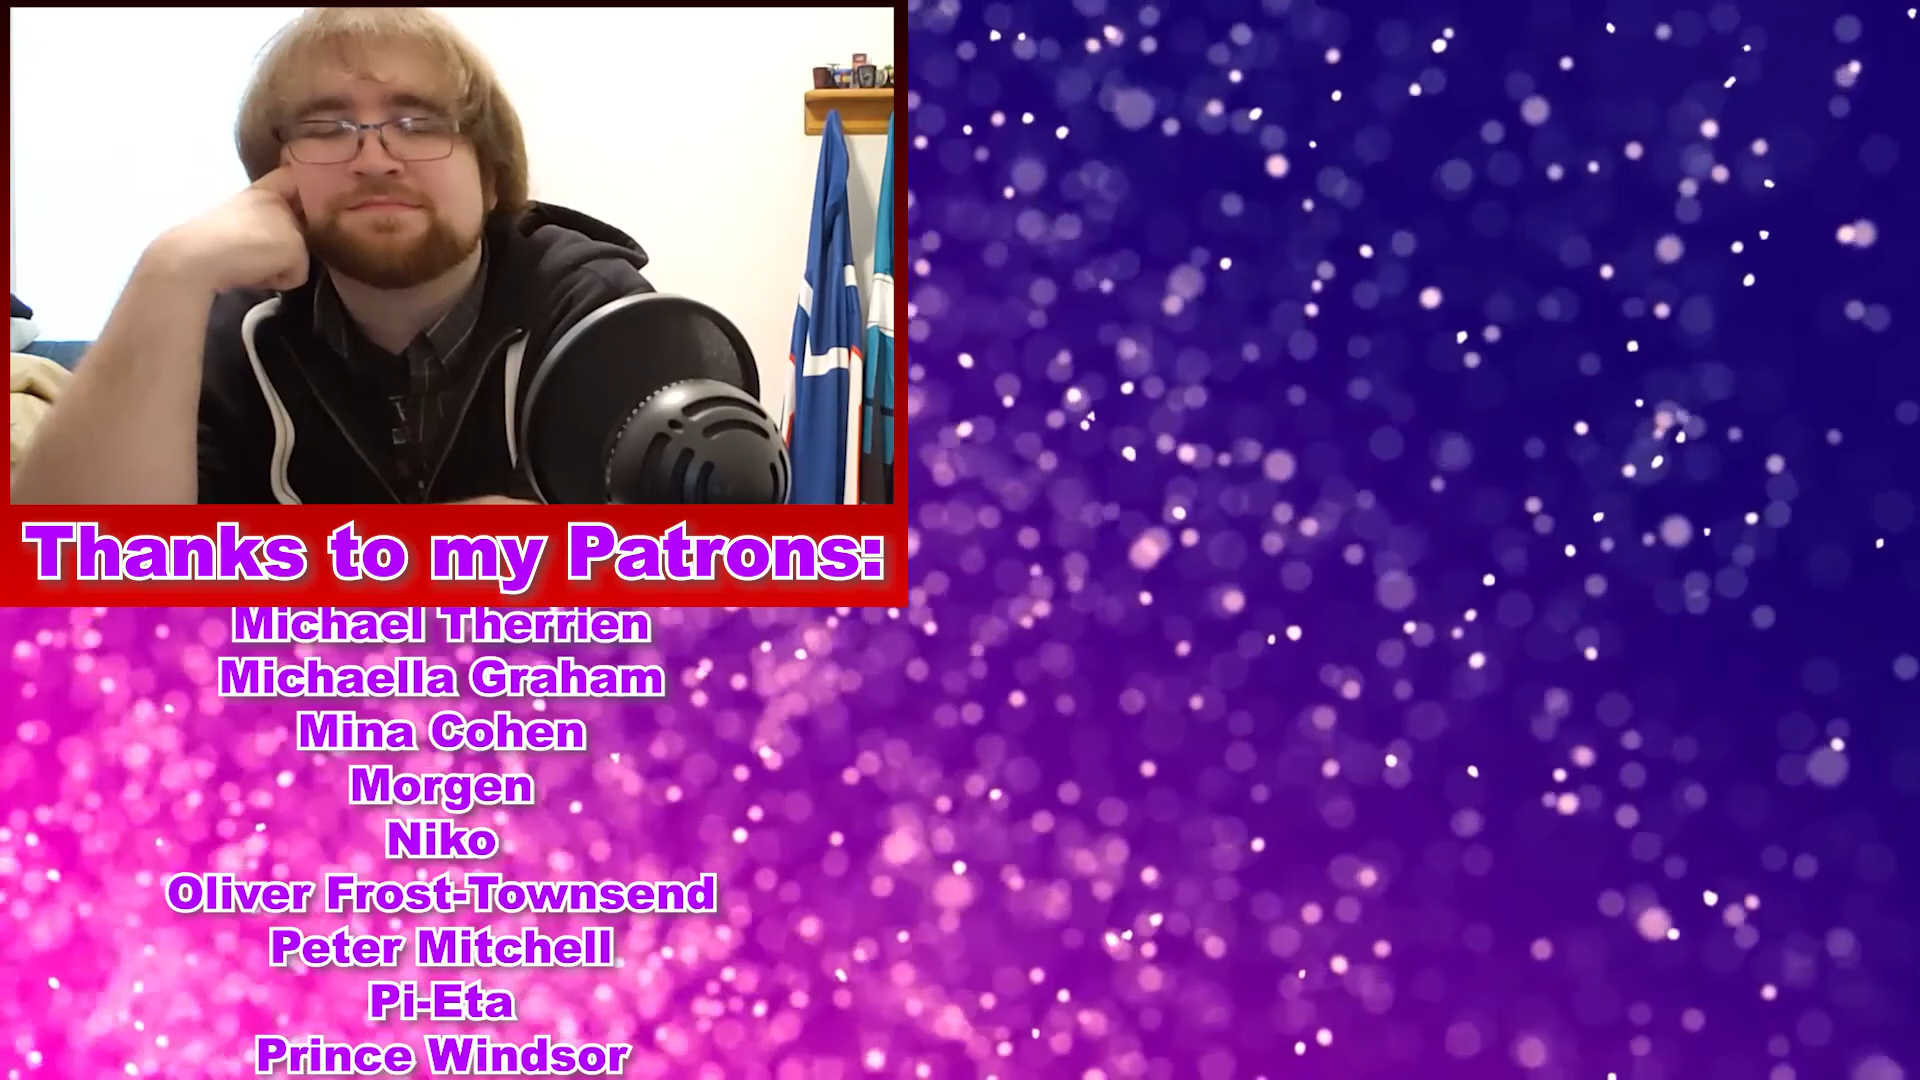 Thanks to my Patrons:
Michael Therrien
Michaella Graham
Mina Cohen
Morgen
Niko
Oliver Frost-Townsend
Peter Mitchell
Pi-Eta
Prince Windsor